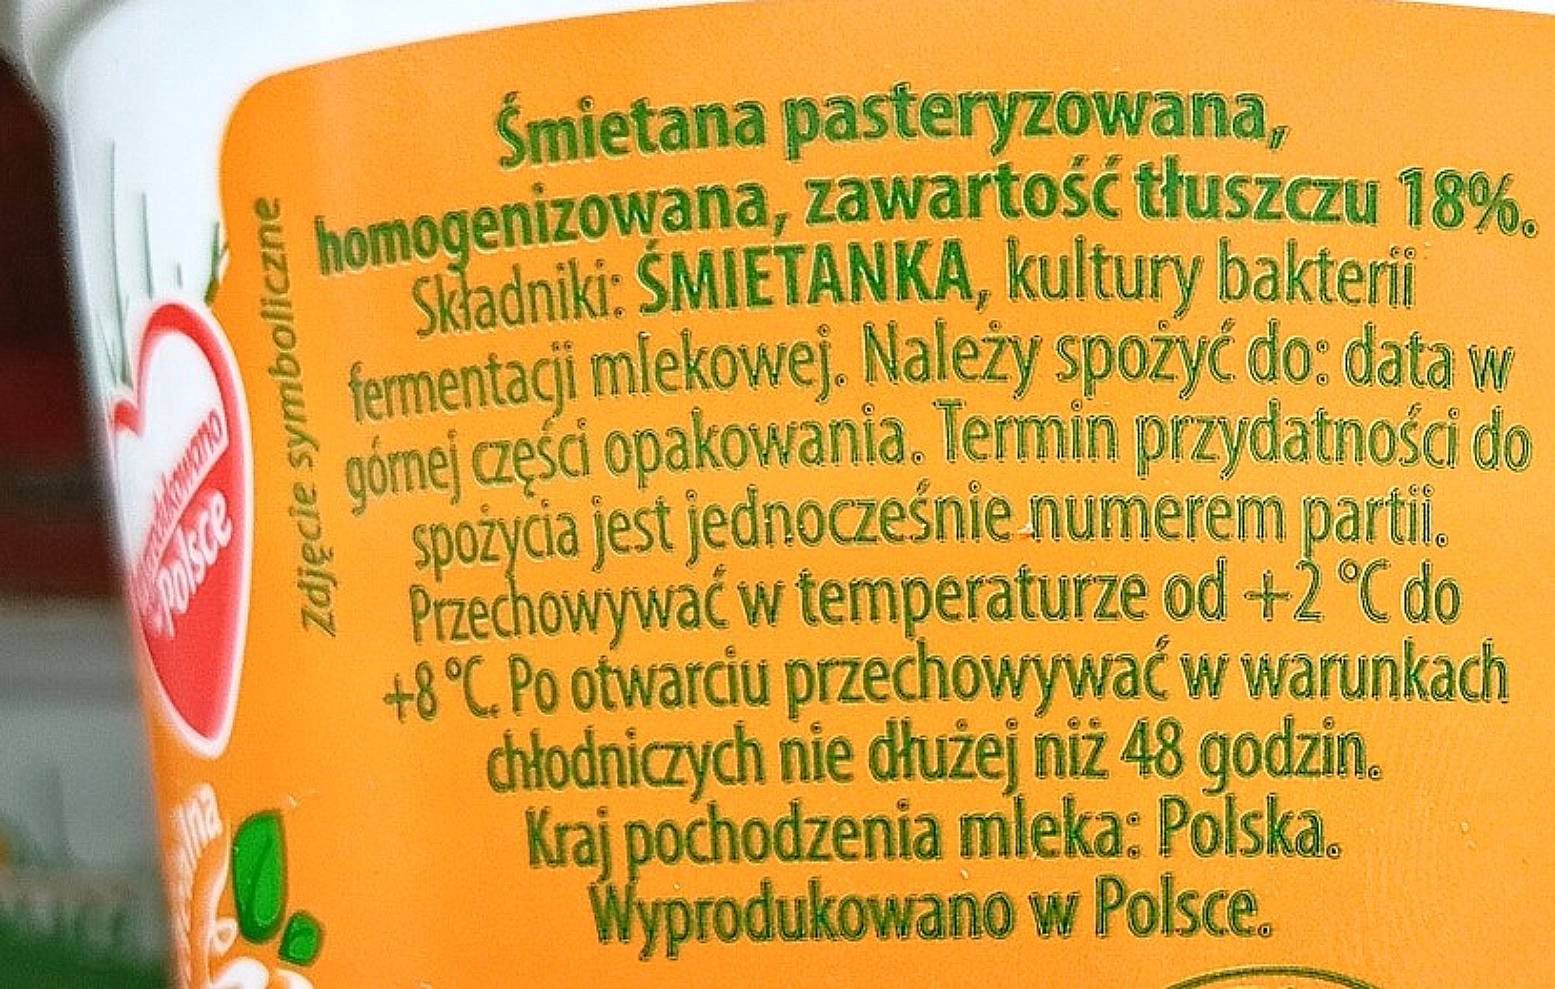 Śmietana pasteryzowana,
homogenizowana, zawartość tłuszczu 18%.
Składniki: ŚMIETANKA, kultury bakterii
fermentacji mlekowej. Należy spożyć do: data w
górnej części opakowania. Termin przydatności do
spożycia jest jednocześnie numerem partii.
Przechowywać w temperaturze od +2 °C do
+8 °C. Po otwarciu przechowywać w warunkach
chłodniczych nie dłużej niż 48 godzin.
Kraj pochodzenia mleka: Polska.
Wyprodukowano w Polsce.
Zdjęcie symboliczne
Polsce